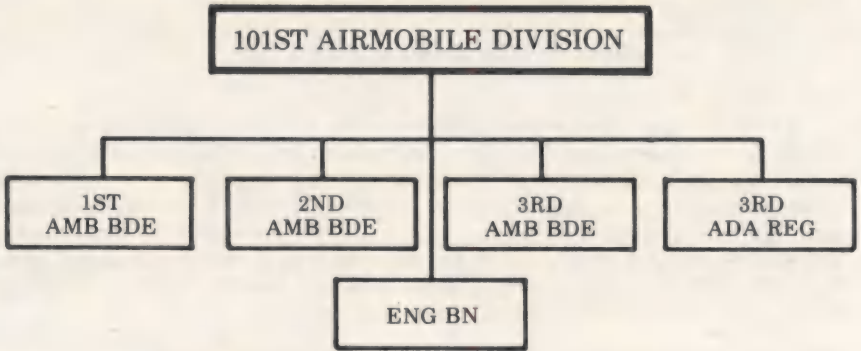 101ST AIRMOBILE DIVISION
1ST
AMB BDE
2ND
AMB BDE
3RD
AMB BDE
3RD
ADA REG
ENG BN